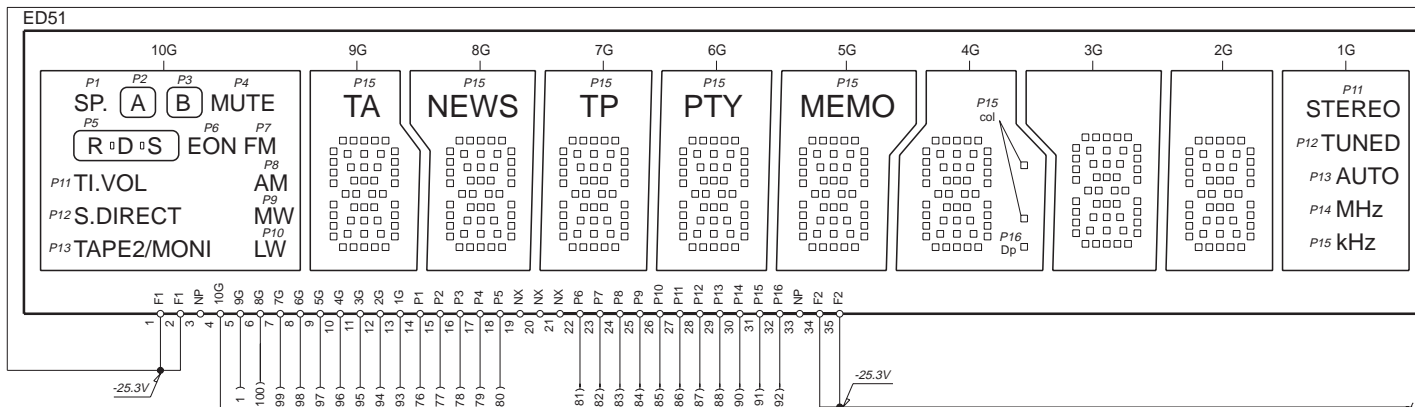 ED51
10G 9G 8G 7G 6G 5G 4G 3G 2G 1G
P1 P2 P3 P4 P15 P15 P15 P15 P15 P11
SP. A B MUTE TA NEWS TP PTY MEMO P15 col STEREO
P5 P6 P7
R D S EON FM P12 TUNED
P8
P11 TI.VOL AM P13 AUTO
P9
P12 S.DIRECT MW P14 MHz
P10
P13 TAPE2/MONI LW P16 Dp P15 kHz
F1 F1 NP 10G 9G 8G 7G 6G 5G 4G 3G 2G 1G P1 P2 P3 P4 P5 NX NX NX P6 P7 P8 P9 P10 P11 P12 P13 P14 P15 P16 NP F2 F2
1 2 3 4 5 6 7 8 9 10 11 12 13 14 15 16 17 18 19 20 21 22 23 24 25 26 27 28 29 30 31 32 33 34 35
-25.3V 1 100 99 98 97 96 95 94 93 76 77 78 79 80 81 82 83 84 85 86 87 88 90 91 92 -25.3V